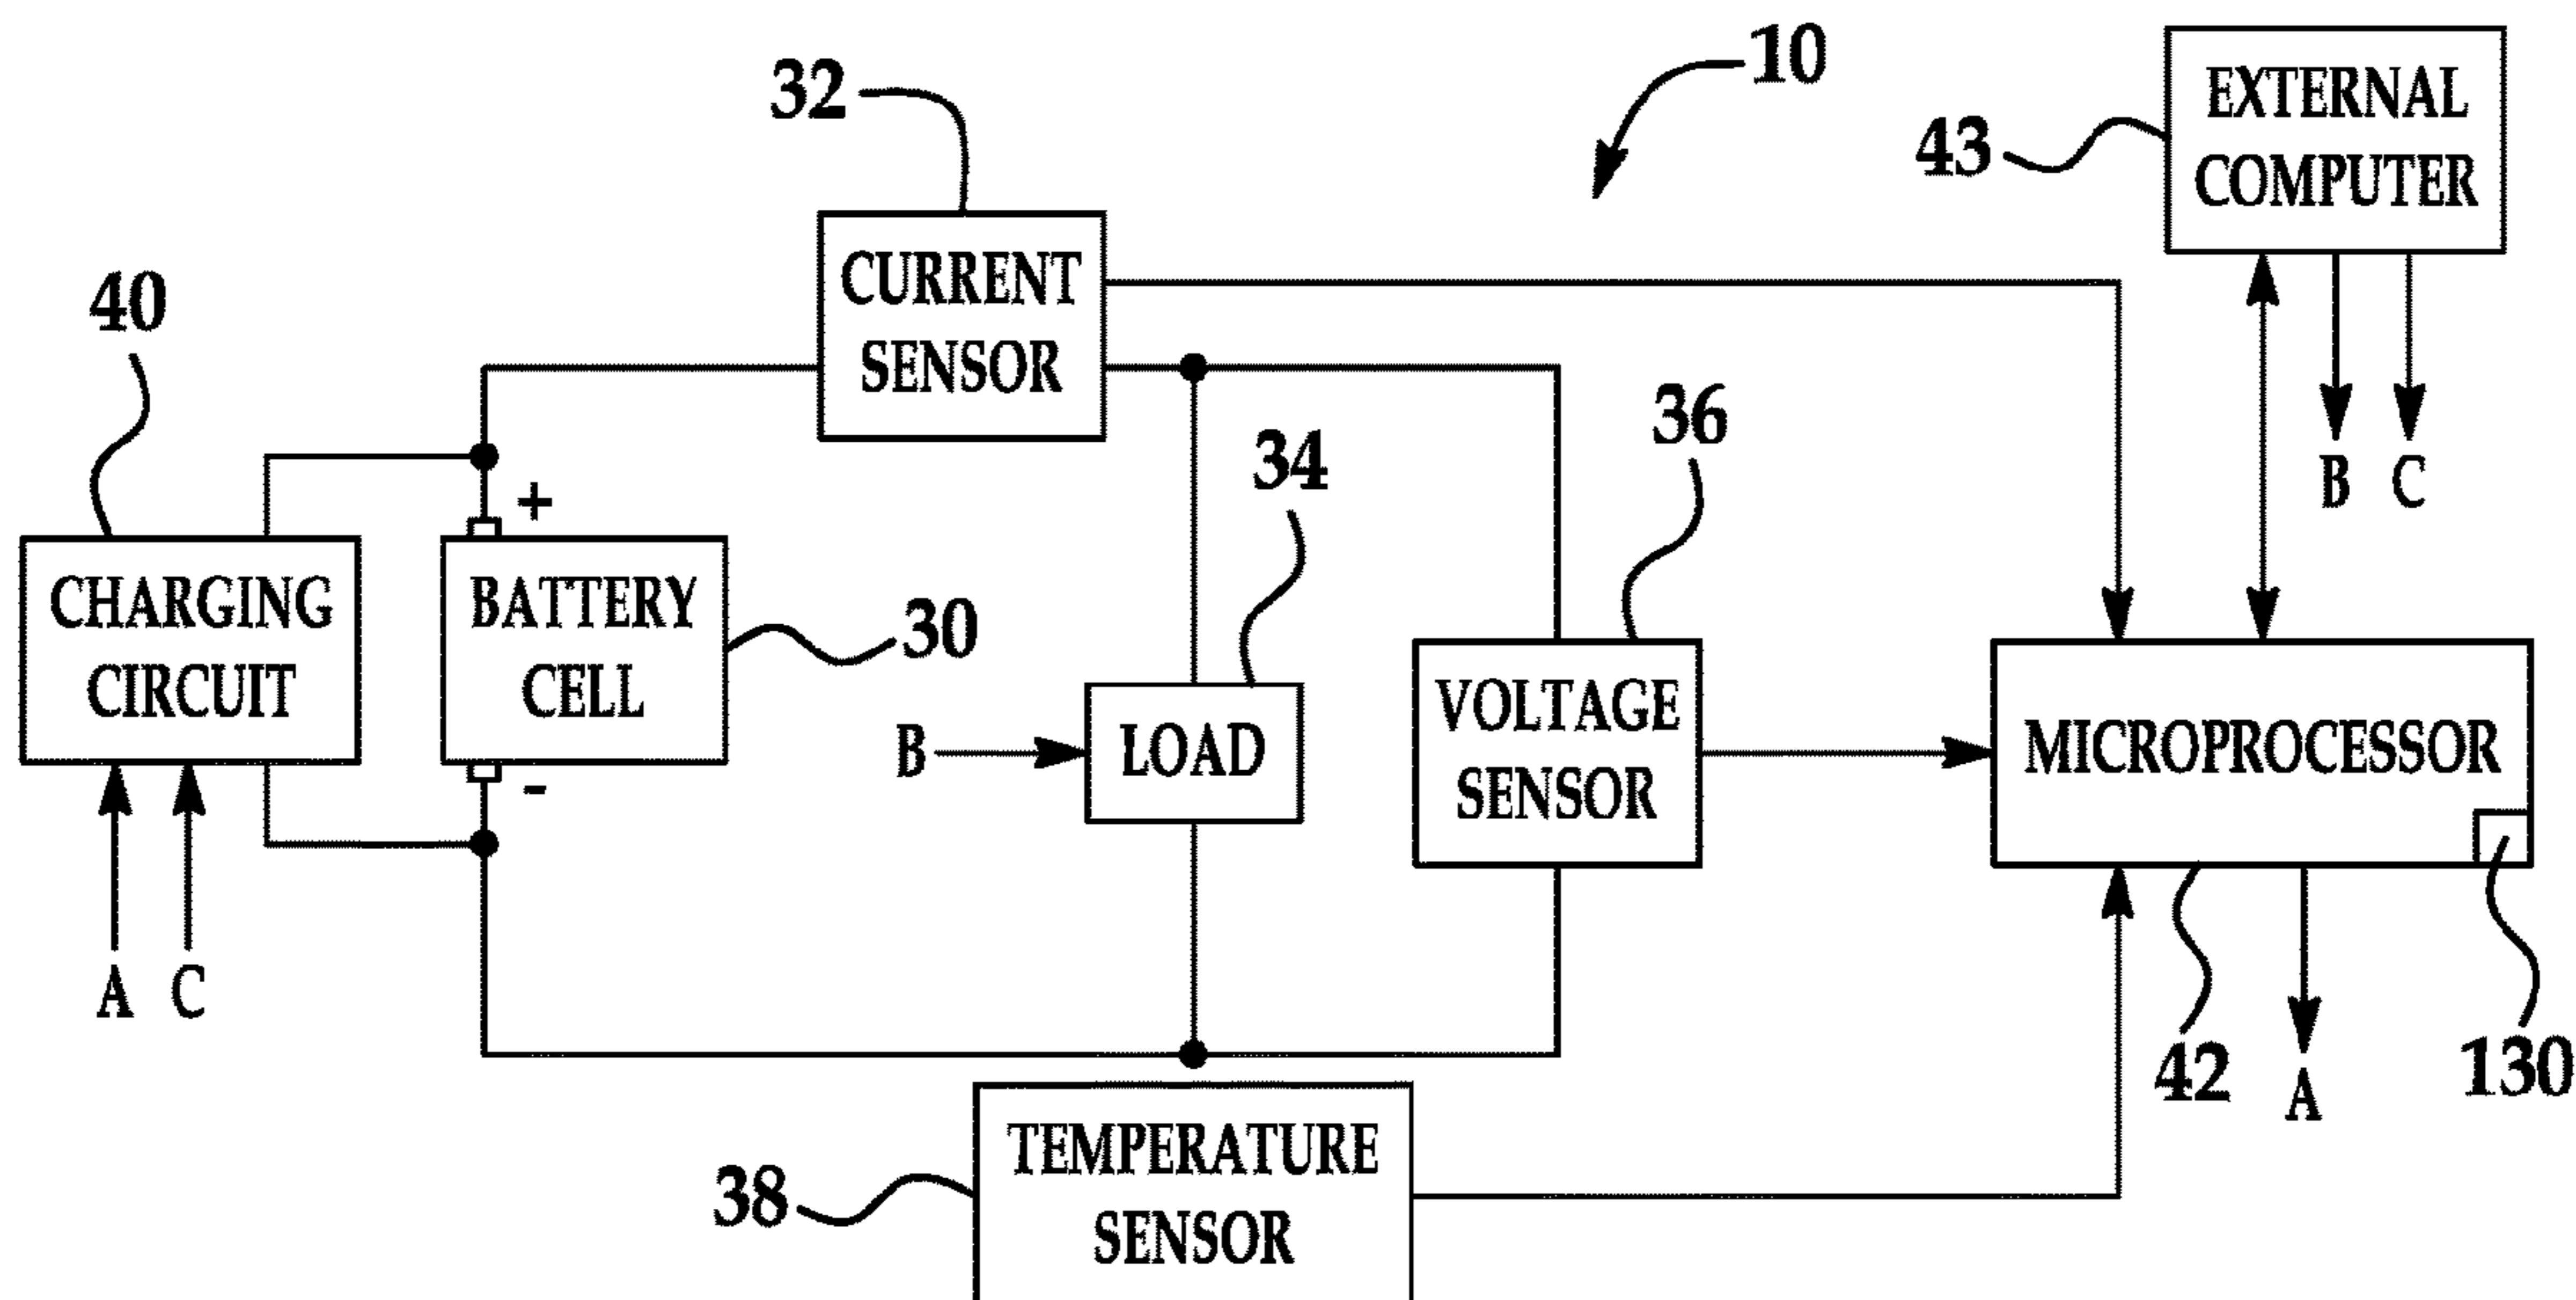 10
32
EXTERNAL
COMPUTER
43
CURRENT
SENSOR
40
36
34
B C
+
CHARGING
CIRCUIT
BATTERY
CELL
30
VOLTAGE
SENSOR
B
LOAD
MICROPROCESSOR
-
A C
42
130
A
TEMPERATURE
SENSOR
38